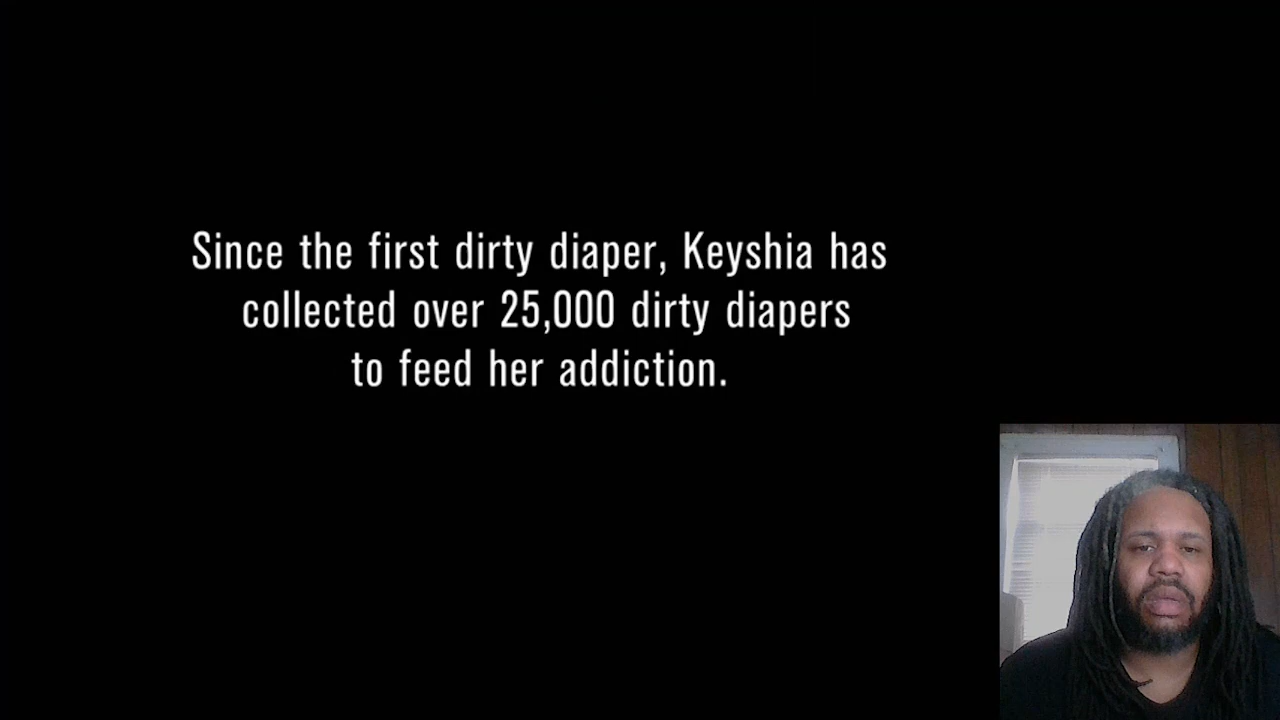 Since the first dirty diaper, Keyshia has
collected over 25,000 dirty diapers
to feed her addiction.